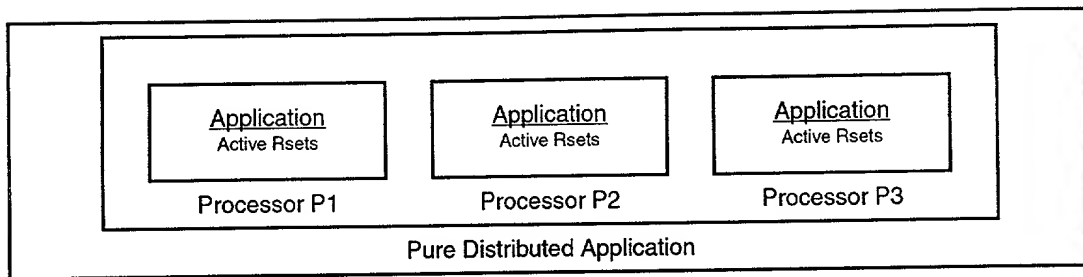 Application Application Application
Active Rsets Active Rsets Active Rsets
Processor P1 Processor P2 Processor P3
Pure Distributed Application